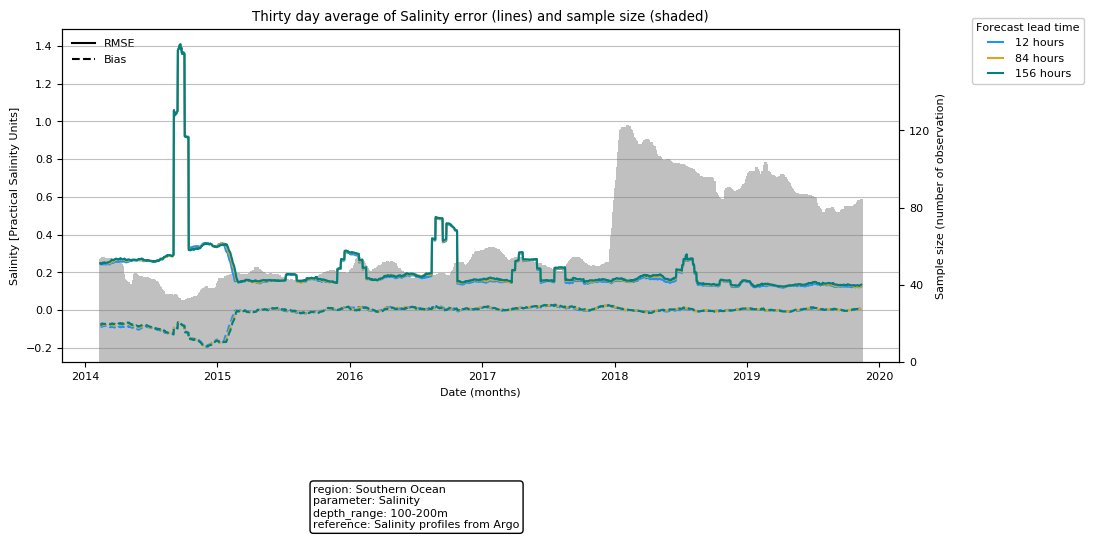 Thirty day average of Salinity error (lines) and sample size (shaded)
Forecast lead time
12 hours
84 hours
156 hours
RMSE
Bias
Salinity [Practical Salinity Units]
1.4
1.2
1.0
0.8
0.6
0.4
0.2
0.0
−0.2
120
80
40
0
Sample size (number of observation)
2014
2015
2016
2017
2018
2019
2020
Date (months)
region: Southern Ocean
parameter: Salinity
depth_range: 100-200m
reference: Salinity profiles from Argo